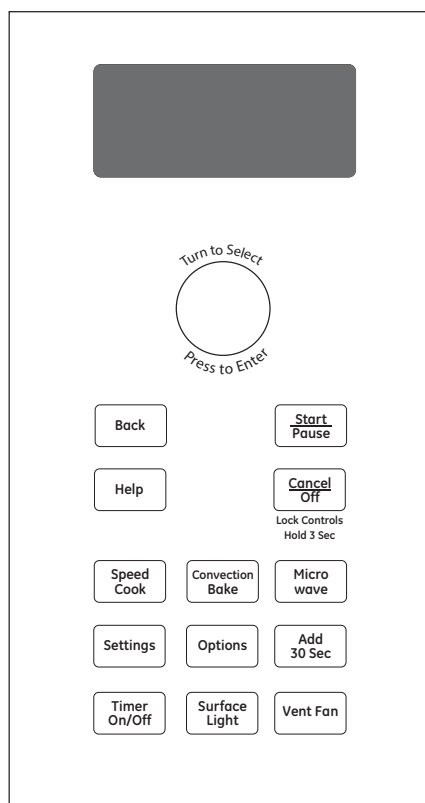 Turn to Select
Press to Enter
Back
Start
Pause
Help
Cancel
Off
Lock Controls
Hold 3 Sec
Speed
Cook
Convection
Bake
Micro
wave
Settings
Options
Add
30 Sec
Timer
On/Off
Surface
Light
Vent Fan